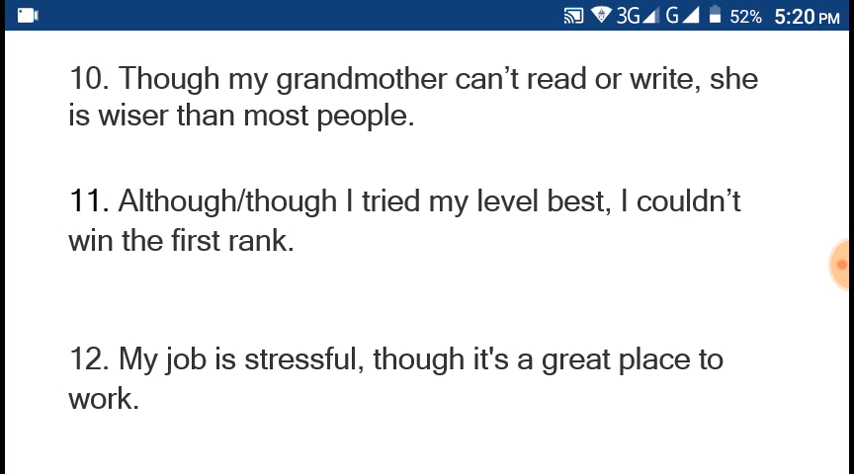 3G G 52% 5:20 PM
10. Though my grandmother can’t read or write, she
is wiser than most people.
11. Although/though I tried my level best, I couldn’t
win the first rank.
12. My job is stressful, though it's a great place to
work.